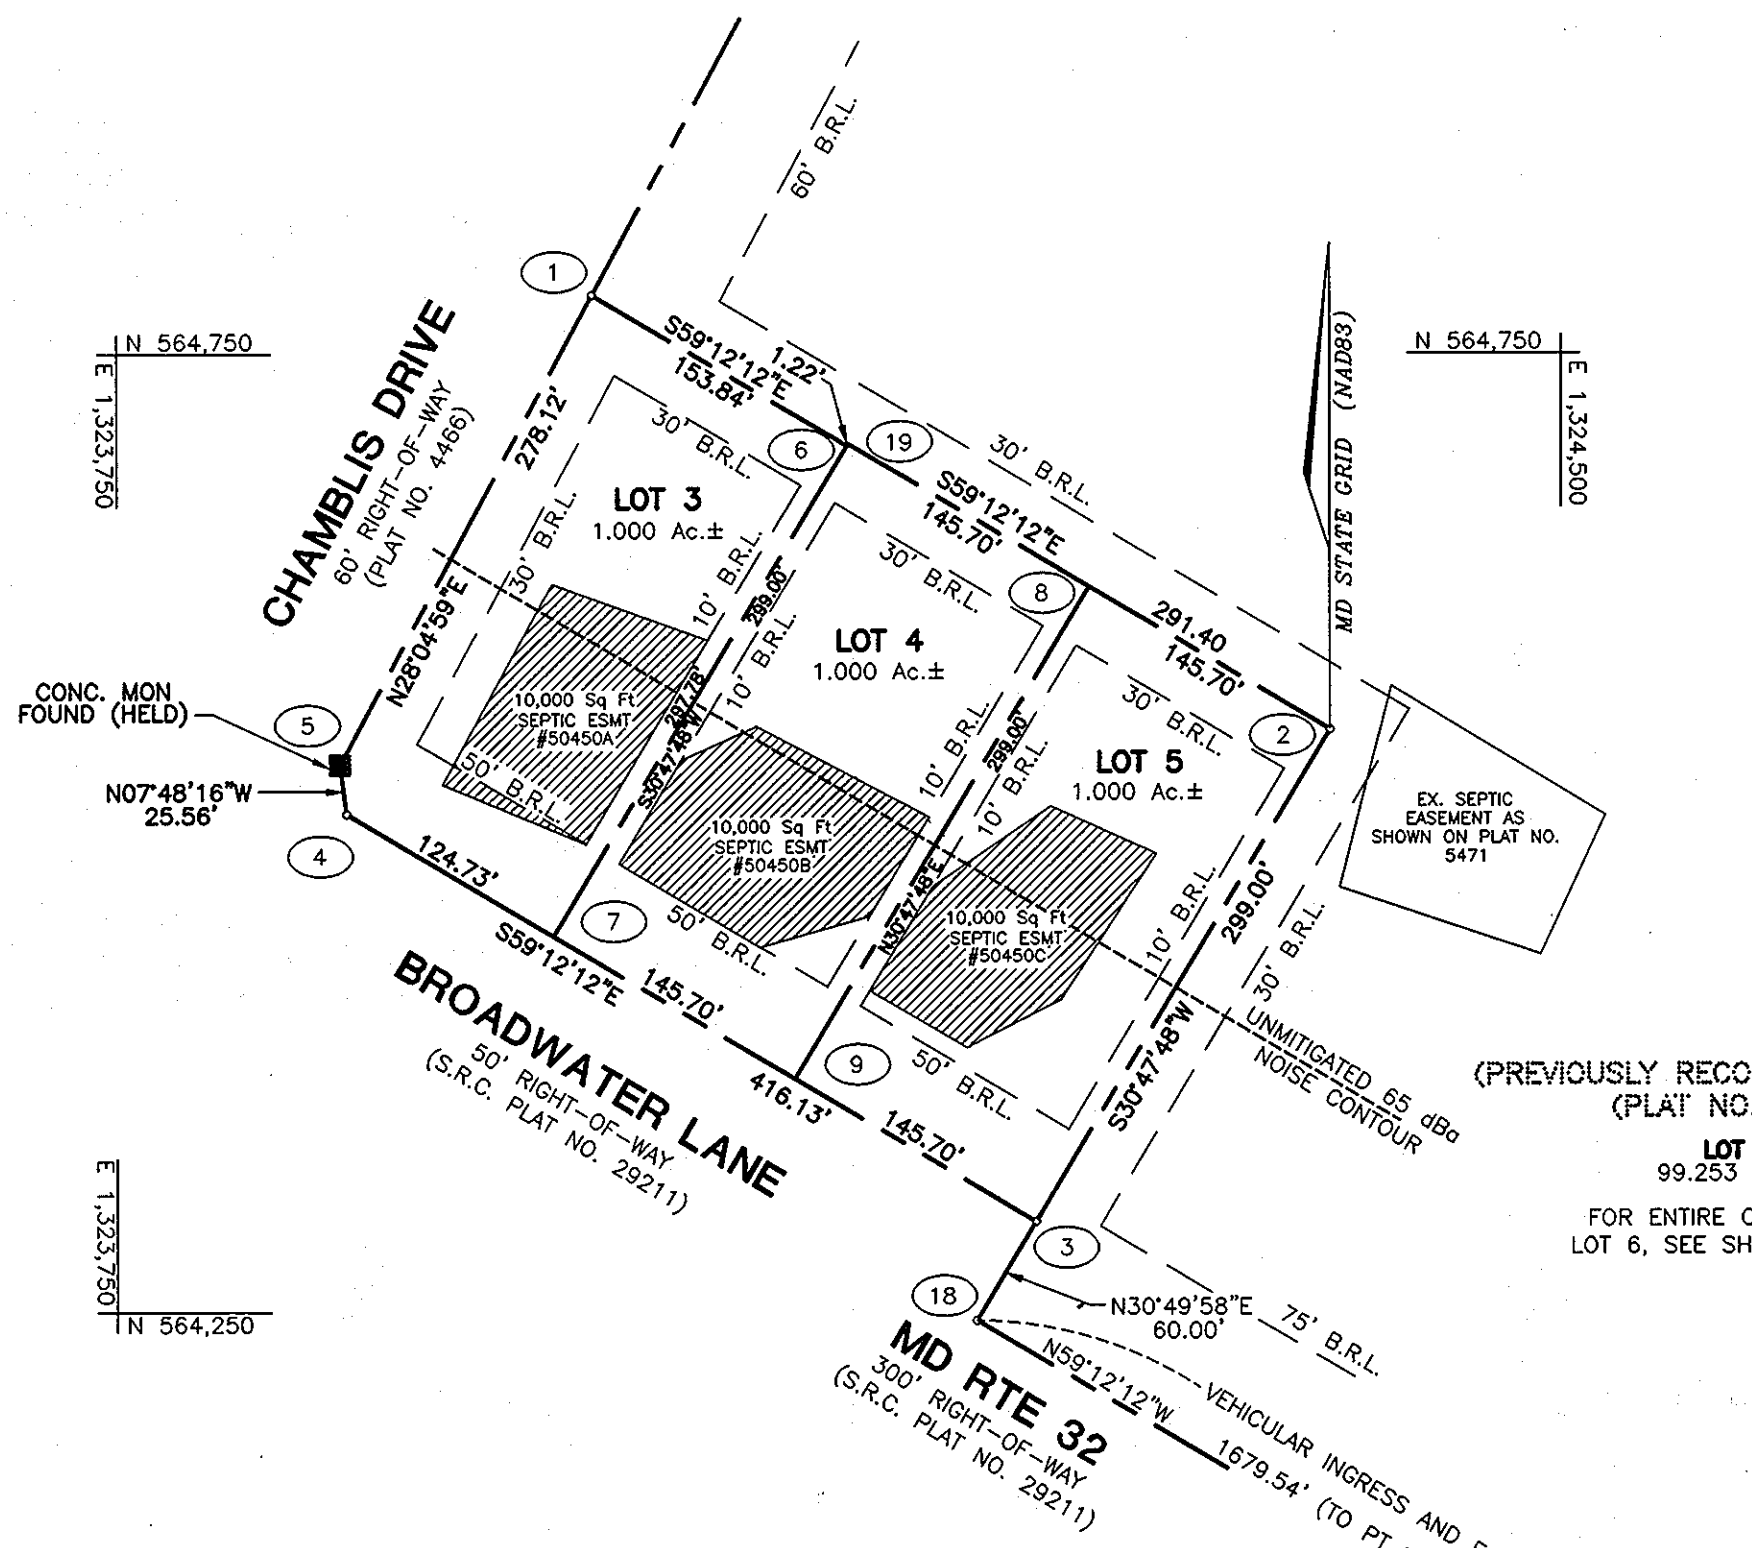 60' B.R.L.
1
N 564,750
E 1,323,750
CHAMBLIS DRIVE
60' RIGHT-OF-WAY
(PLAT NO. 4466)
278.12'
N28°04'59"E
S59°12'12"E
153.84'
1.22'
30' B.R.L.
6
19
30' B.R.L.
MD STATE GRID (NAD83)
N 564,750
E 1,324,500
LOT 3
1.000 Ac.±
30' B.R.L.
10' B.R.L.
299.00'
10' B.R.L.
S59°12'12"E
145.70'
30' B.R.L.
8
LOT 4
1.000 Ac.±
291.40
145.70'
30' B.R.L.
2
LOT 5
1.000 Ac.±
CONC. MON
FOUND (HELD)
5
N07°48'16"W
25.56'
4
10,000 Sq Ft
SEPTIC ESMT
#50450A
50' B.R.L.
297.78'
S30°47'48"W
10,000 Sq Ft
SEPTIC ESMT
#50450B
50' B.R.L.
10' B.R.L.
299.00'
10' B.R.L.
N30°47'48"E
10,000 Sq Ft
SEPTIC ESMT
#50450C
50' B.R.L.
10' B.R.L.
299.00'
S30°47'48"W
30' B.R.L.
EX. SEPTIC
EASEMENT AS
SHOWN ON PLAT NO.
5471
UNMITIGATED 65 dBa
NOISE CONTOUR
124.73'
7
S59°12'12"E
145.70'
416.13'
9
145.70'
BROADWATER LANE
50' RIGHT-OF-WAY
(S.R.C. PLAT NO. 29211)
E 1,323,750
N 564,250
(PREVIOUSLY RECO
(PLAT NO.
LOT
99.253
FOR ENTIRE
LOT 6, SEE SH
3
18
N30°49'58"E
60.00'
75' B.R.L.
MD RTE 32
300' RIGHT-OF-WAY
(S.R.C. PLAT NO. 29211)
N59°12'12"W
1679.54' (TO PT
VEHICULAR INGRESS AND